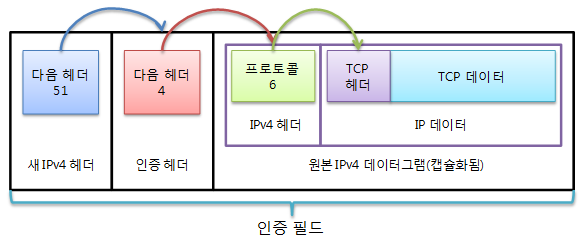 다음 헤더
51
다음 헤더
4
프로토콜
6
TCP
헤더
TCP 데이터
IPv4 헤더
IP 데이터
새 IPv4 헤더
인증 헤더
원본 IPv4 데이터그램(캡슐화됨)
인증 필드